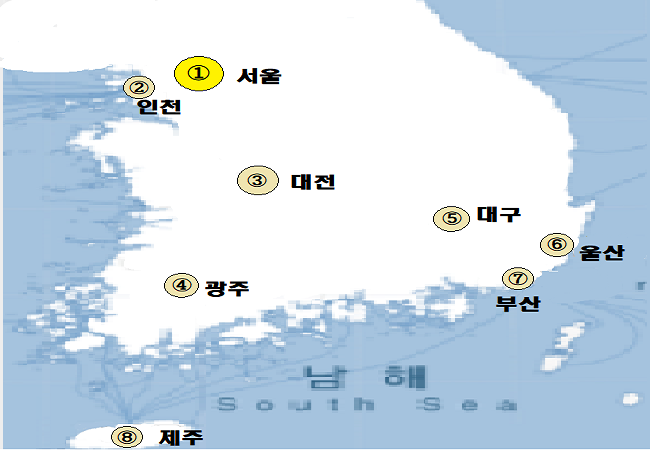 ① 서울
② 인천
③ 대전
⑤ 대구
⑥ 울산
④ 광주
⑦ 부산
남 해
South Sea
⑧ 제주